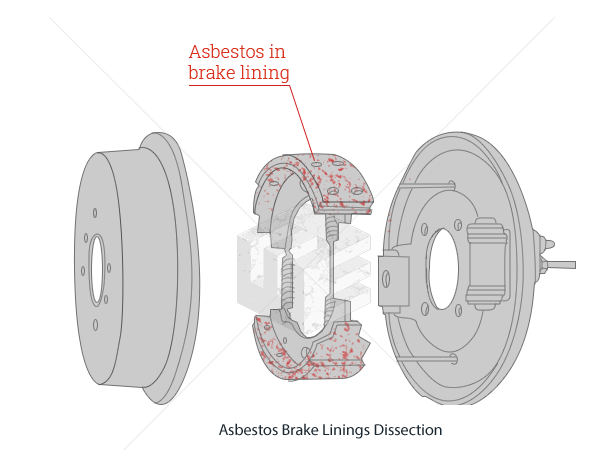 Asbestos in
brake lining
Asbestos Brake Linings Dissection